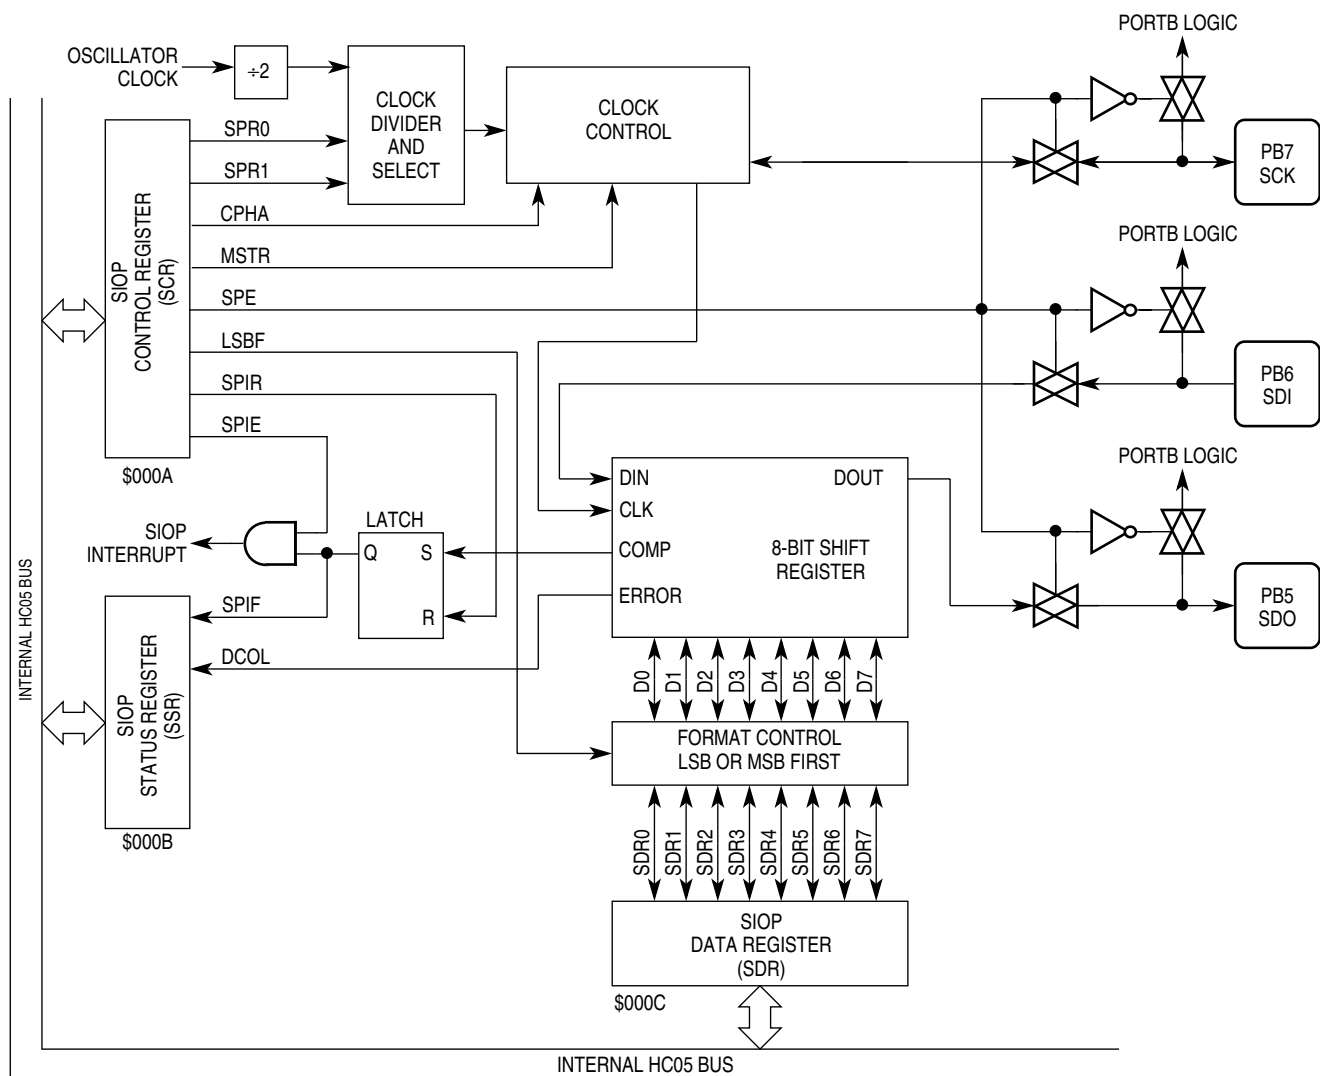 PORTB LOGIC
OSCILLATOR
CLOCK
÷2
CLOCK
DIVIDER
AND
SELECT
CLOCK
CONTROL
PB7
SCK
SIOP
CONTROL REGISTER
(SCR)
SPR0
SPR1
CPHA
MSTR
SPE
LSBF
SPIR
SPIE
$000A
PORTB LOGIC
PB6
SDI
PORTB LOGIC
PB5
SDO
SIOP
INTERRUPT
LATCH
Q
S
R
DIN
CLK
COMP
ERROR
DOUT
8-BIT SHIFT
REGISTER
SPIF
DCOL
SIOP
STATUS REGISTER
(SSR)
$000B
D0
D1
D2
D3
D4
D5
D6
D7
FORMAT CONTROL
LSB OR MSB FIRST
SDR0
SDR1
SDR2
SDR3
SDR4
SDR5
SDR6
SDR7
SIOP
DATA REGISTER
(SDR)
$000C
INTERNAL HC05 BUS
INTERNAL HC05 BUS